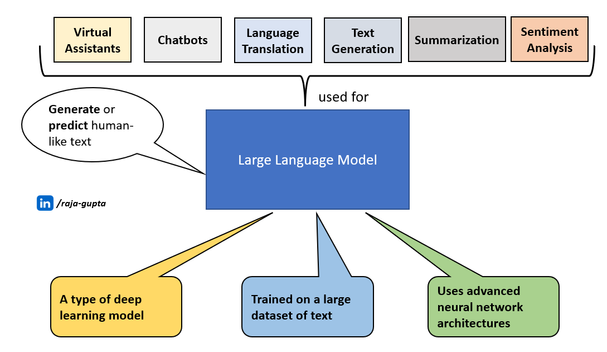 Virtual
Assistants
Chatbots
Language
Translation
Text
Generation
Summarization
Sentiment
Analysis
used for
Generate or
predict human-
like text
Large Language Model
in /raja-gupta
A type of deep
learning model
Trained on a large
dataset of text
Uses advanced
neural network
architectures